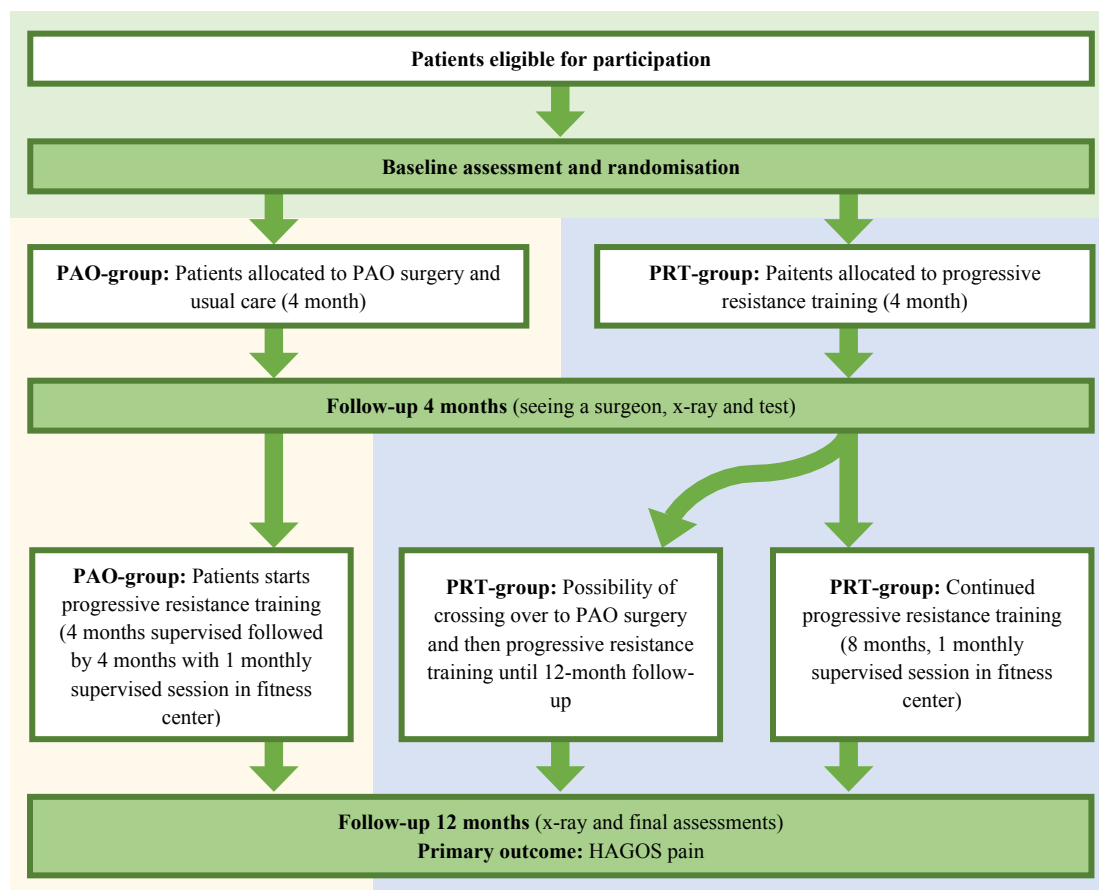 Patients eligible for participation
Baseline assessment and randomisation
PAO-group: Patients allocated to PAO surgery and
usual care (4 month)
PRT-group: Paitents allocated to progressive
resistance training (4 month)
Follow-up 4 months (seeing a surgeon, x-ray and test)
PAO-group: Patients starts
progressive resistance training
(4 months supervised followed
by 4 months with 1 monthly
supervised session in fitness
center)
PRT-group: Possibility of
crossing over to PAO surgery
and then progressive resistance
training until 12-month follow-
up
PRT-group: Continued
progressive resistance training
(8 months, 1 monthly
supervised session in fitness
center)
Follow-up 12 months (x-ray and final assessments)
Primary outcome: HAGOS pain